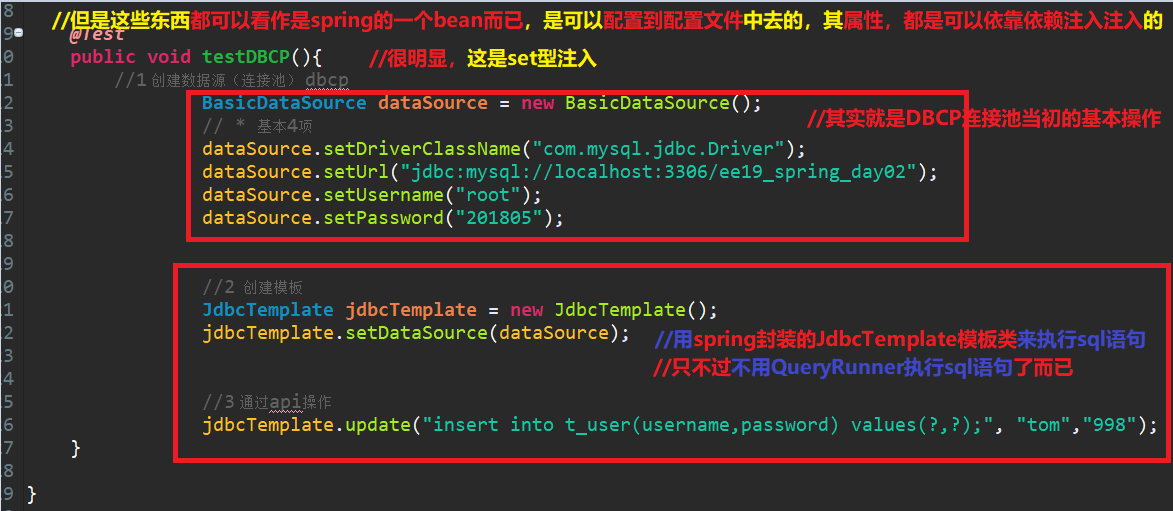 8 //但是这些东西都可以看作是spring的一个bean而已，是可以配置到配置文件中去的，其属性，都是可以依靠依赖注入注入的
9 @Test
0 public void testDBCP(){ //很明显，这是set型注入
1 //1 创建数据源（连接池）dbcp
2 BasicDataSource dataSource = new BasicDataSource();
3 // * 基本4项 //其实就是DBCP连接池当初的基本操作
4 dataSource.setDriverClassName("com.mysql.jdbc.Driver");
5 dataSource.setUrl("jdbc:mysql://localhost:3306/ee19_spring_day02");
6 dataSource.setUsername("root");
7 dataSource.setPassword("201805");
8
9
0 //2 创建模板
1 JdbcTemplate jdbcTemplate = new JdbcTemplate();
2 jdbcTemplate.setDataSource(dataSource); //用spring封装的JdbcTemplate模板类来执行sql语句
3 //只不过不用QueryRunner执行sql语句了而已
4
5 //3 通过api操作
6 jdbcTemplate.update("insert into t_user(username,password) values(?,?);", "tom","998");
7 }
8
9 }